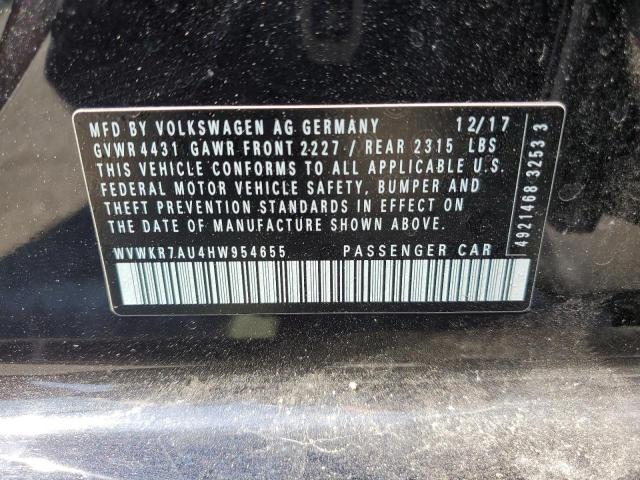 MFD BY VOLKSWAGEN AG GERMANY 12/17
GVWR 4431 GAWR FRONT 2227 / REAR 2315 LBS
THIS VEHICLE CONFORMS TO ALL APPLICABLE U.S.
FEDERAL MOTOR VEHICLE SAFETY, BUMPER AND
THEFT PREVENTION STANDARDS IN EFFECT ON
THE DATE OF MANUFACTURE SHOWN ABOVE.
WVWKR7AU4HW954655 PASSENGER CAR
4921468 3253 3